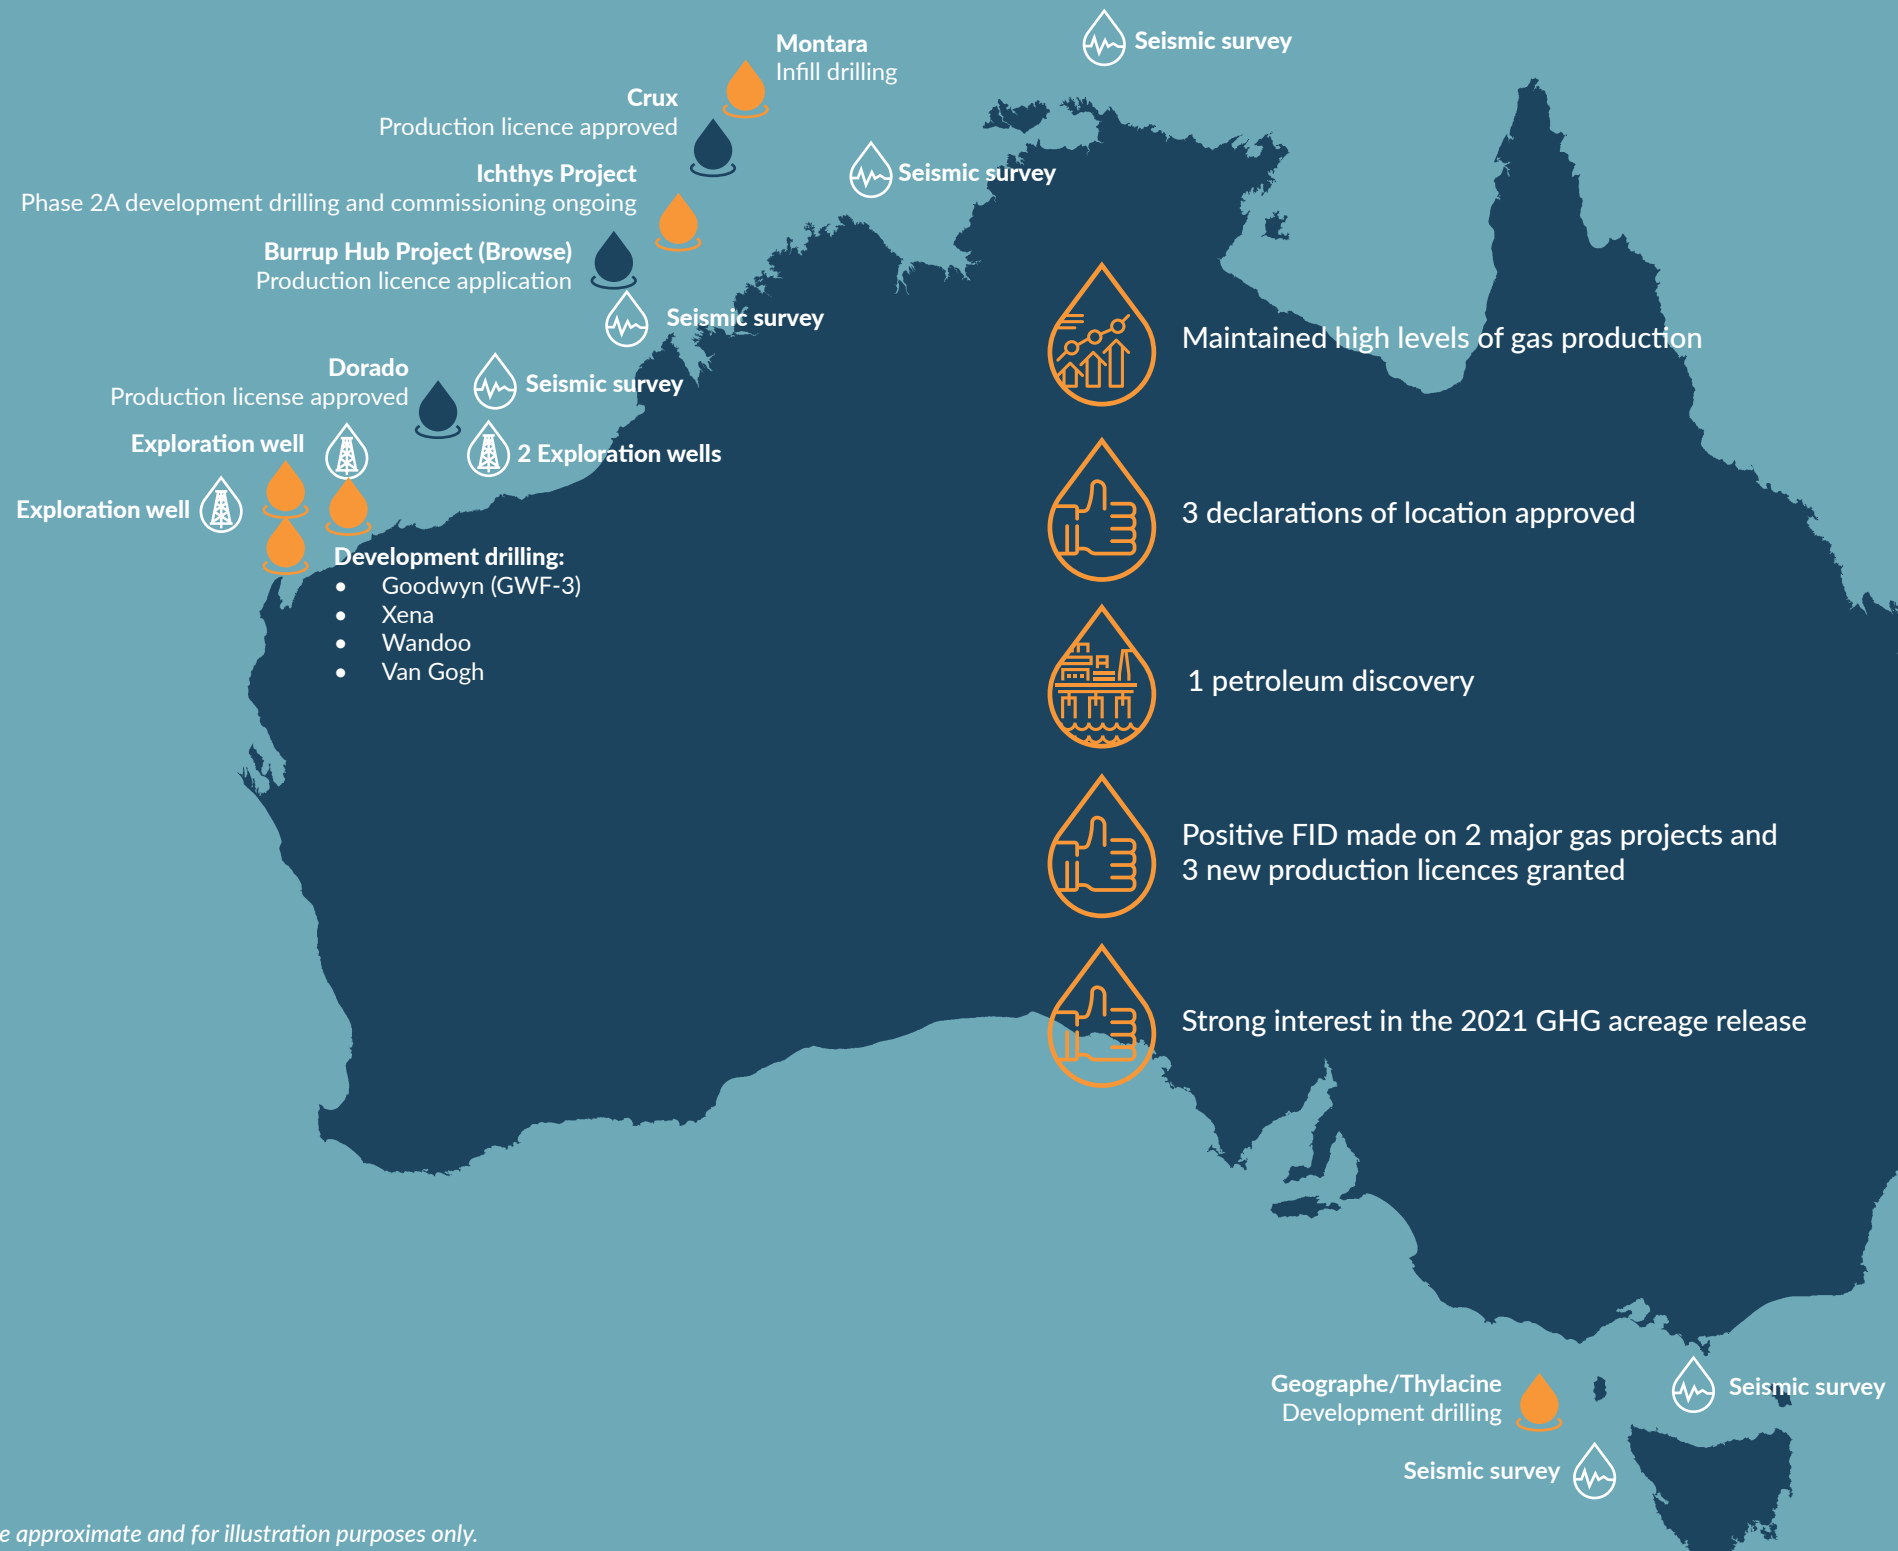 Seismic survey
Montara
Infill drilling
Crux
Production licence approved
Seismic survey
Ichthys Project
Phase 2A development drilling and commissioning ongoing
Burrup Hub Project (Browse)
Production licence application
Seismic survey
Dorado
Production license approved
Seismic survey
Exploration well
2 Exploration wells
Exploration well
Development drilling:
• Goodwyn (GWF-3)
• Xena
• Wandoo
• Van Gogh
Maintained high levels of gas production
3 declarations of location approved
1 petroleum discovery
Positive FID made on 2 major gas projects and
3 new production licences granted
Strong interest in the 2021 GHG acreage release
Geographe/Thylacine
Development drilling
Seismic survey
Seismic survey
e approximate and for illustration purposes only.